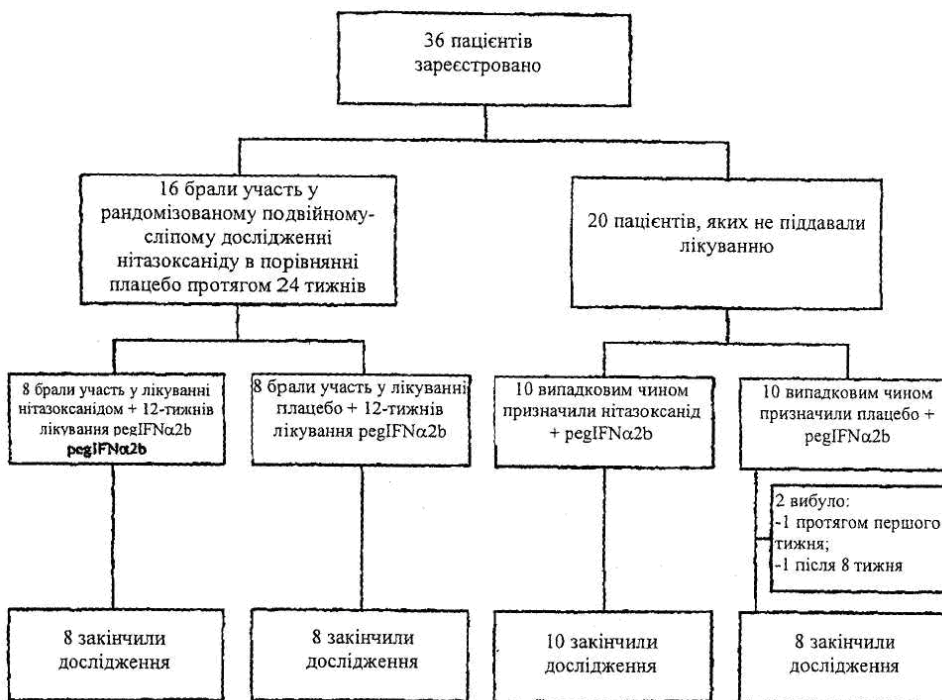 36 пацієнтів
зареєстровано
16 брали участь у
рандомізованому подвійному-
сліпому дослідженні
нітазоксаніду в порівнянні
плацебо протягом 24 тижнів
20 пацієнтів, яких не піддавали
лікуванню
8 брали участь у лікуванні
нітазоксанідом + 12-тижнів
лікування pegIFNα2b
pegIFNα2b
8 брали участь у лікуванні
плацебо + 12-тижнів
лікування pegIFNα2b
10 випадковим чином
призначили нітазоксанід
+ pegIFNα2b
10 випадковим чином
призначили плацебо +
pegIFNα2b
2 вибуло:
-1 протягом першого
тижня;
-1 після 8 тижня
8 закінчили
дослідження
8 закінчили
дослідження
10 закінчили
дослідження
8 закінчили
дослідження